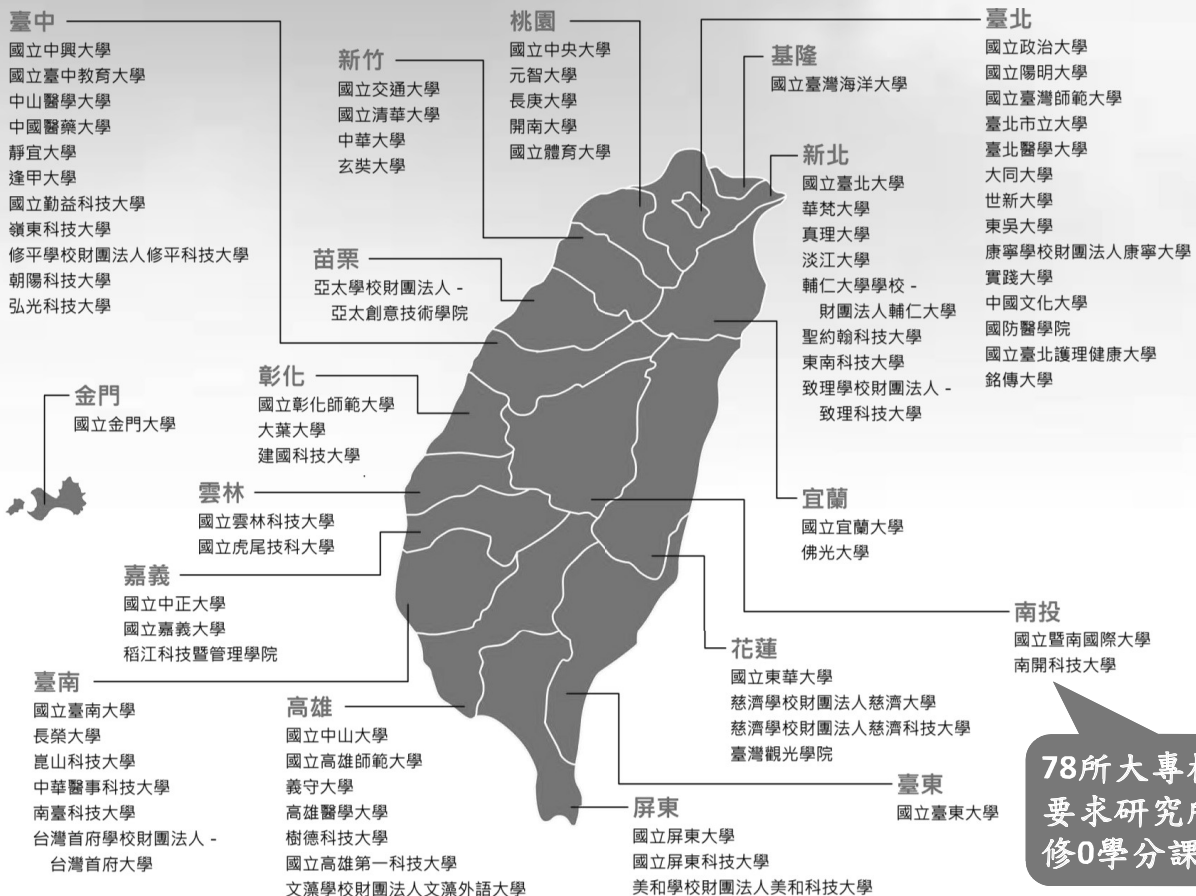 臺中
國立中興大學
國立臺中教育大學
中山醫學大學
中國醫藥大學
靜宜大學
逢甲大學
國立勤益科技大學
嶺東科技大學
修平學校財團法人修平科技大學
朝陽科技大學
弘光科技大學
新竹
國立交通大學
國立清華大學
中華大學
玄奘大學
桃園
國立中央大學
元智大學
長庚大學
開南大學
國立體育大學
基隆
國立臺灣海洋大學
臺北
國立政治大學
國立陽明大學
國立臺灣師範大學
臺北市立大學
臺北醫學大學
大同大學
世新大學
東吳大學
康寧學校財團法人康寧大學
實踐大學
中國文化大學
國防醫學院
國立臺北護理健康大學
銘傳大學
新北
國立臺北大學
華梵大學
真理大學
淡江大學
輔仁大學學校 -
財團法人輔仁大學
聖約翰科技大學
東南科技大學
致理學校財團法人 -
致理科技大學
苗栗
亞太學校財團法人 -
亞太創意技術學院
彰化
國立彰化師範大學
大葉大學
建國科技大學
金門
國立金門大學
雲林
國立雲林科技大學
國立虎尾技科大學
嘉義
國立中正大學
國立嘉義大學
稻江科技暨管理學院
宜蘭
國立宜蘭大學
佛光大學
南投
國立暨南國際大學
南開科技大學
花蓮
國立東華大學
慈濟學校財團法人慈濟大學
慈濟學校財團法人慈濟科技大學
臺灣觀光學院
臺南
國立臺南大學
長榮大學
崑山科技大學
中華醫事科技大學
南臺科技大學
台灣首府學校財團法人 -
台灣首府大學
高雄
國立中山大學
國立高雄師範大學
義守大學
高雄醫學大學
樹德科技大學
國立高雄第一科技大學
文藻學校財團法人文藻外語大學
屏東
國立屏東大學
國立屏東科技大學
美和學校財團法人美和科技大學
臺東
國立臺東大學
78所大專
要求研究
修0學分課